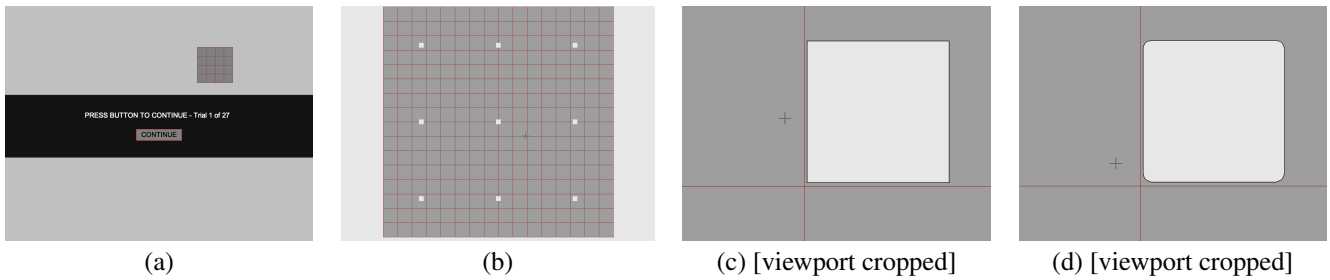 PRESS BUTTON TO CONTINUE - Trial 1 of 27
CONTINUE
(a)
(b)
(c) [viewport cropped]
(d) [viewport cropped]